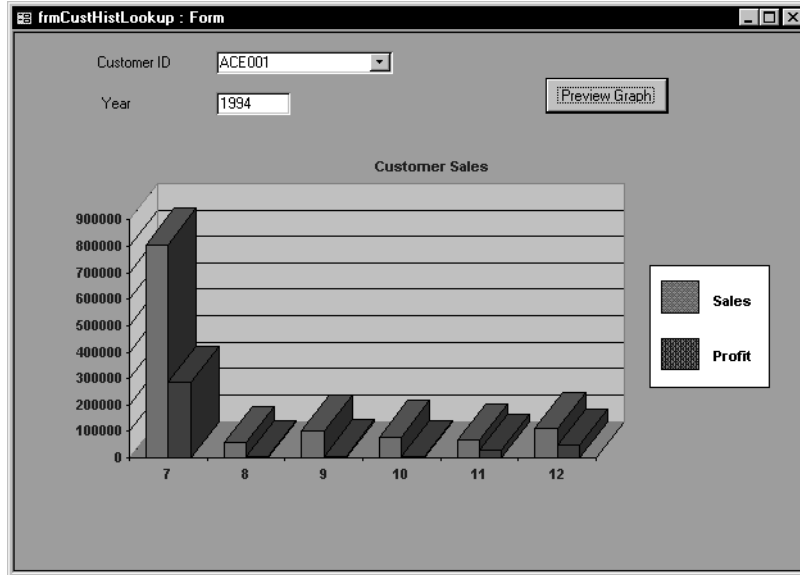 frmCustHistLookup : Form
Customer ID ACE001
Year 1994
Preview Graph
Customer Sales
900000
800000
700000
600000
500000
400000
300000
200000
100000
0
7 8 9 10 11 12
Sales
Profit